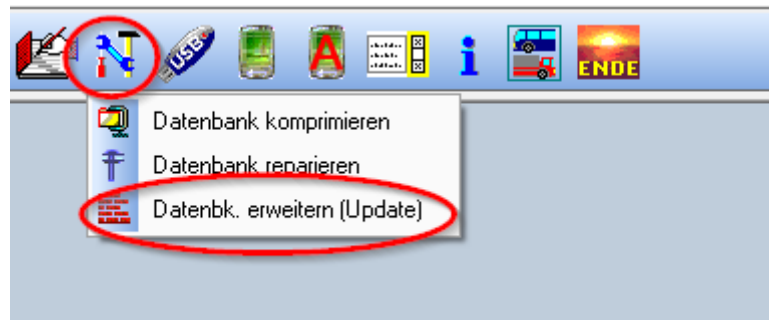 USB
A
i
ENDE
Datenbank komprimieren
Datenbank reparieren
Datenbk. erweitern (Update)